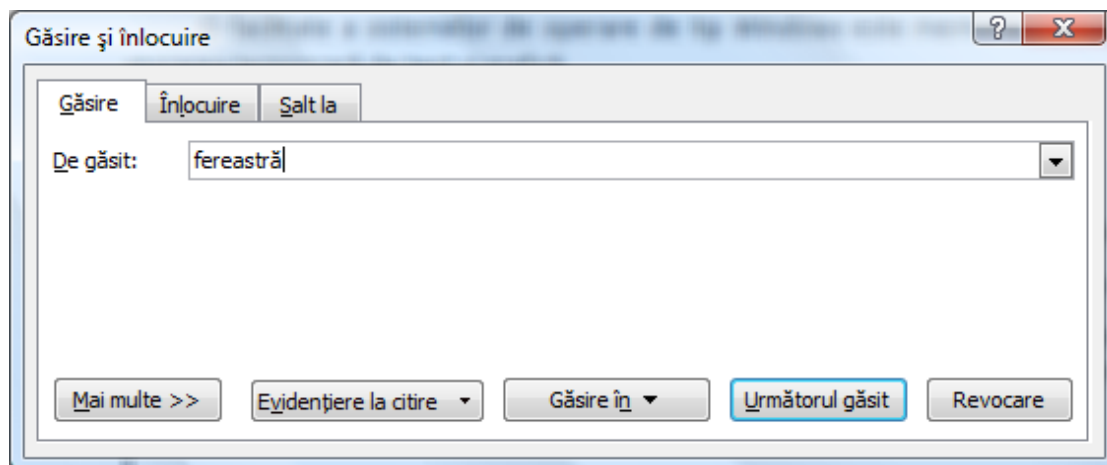 Găsire şi înlocuire
Găsire Înlocuire Salt la
De găsit: fereastră
Mai multe >> Evidenţiere la citire Găsire în Următorul găsit Revocare